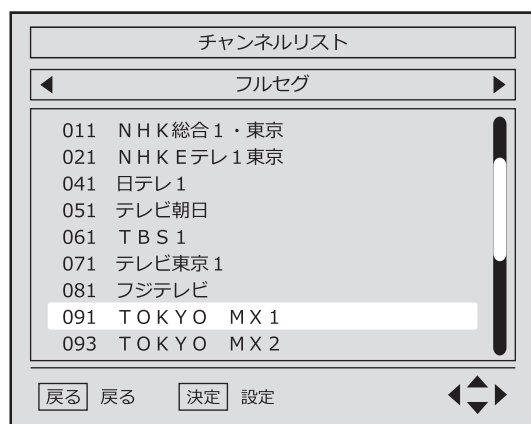 チャンネルリスト
フルセグ
011 NHK総合1・東京
021 NHKEテレ1東京
041 日テレ1
051 テレビ朝日
061 TBS1
071 テレビ東京1
081 フジテレビ
091 TOKYO MX1
093 TOKYO MX2
戻る 戻る 決定 設定